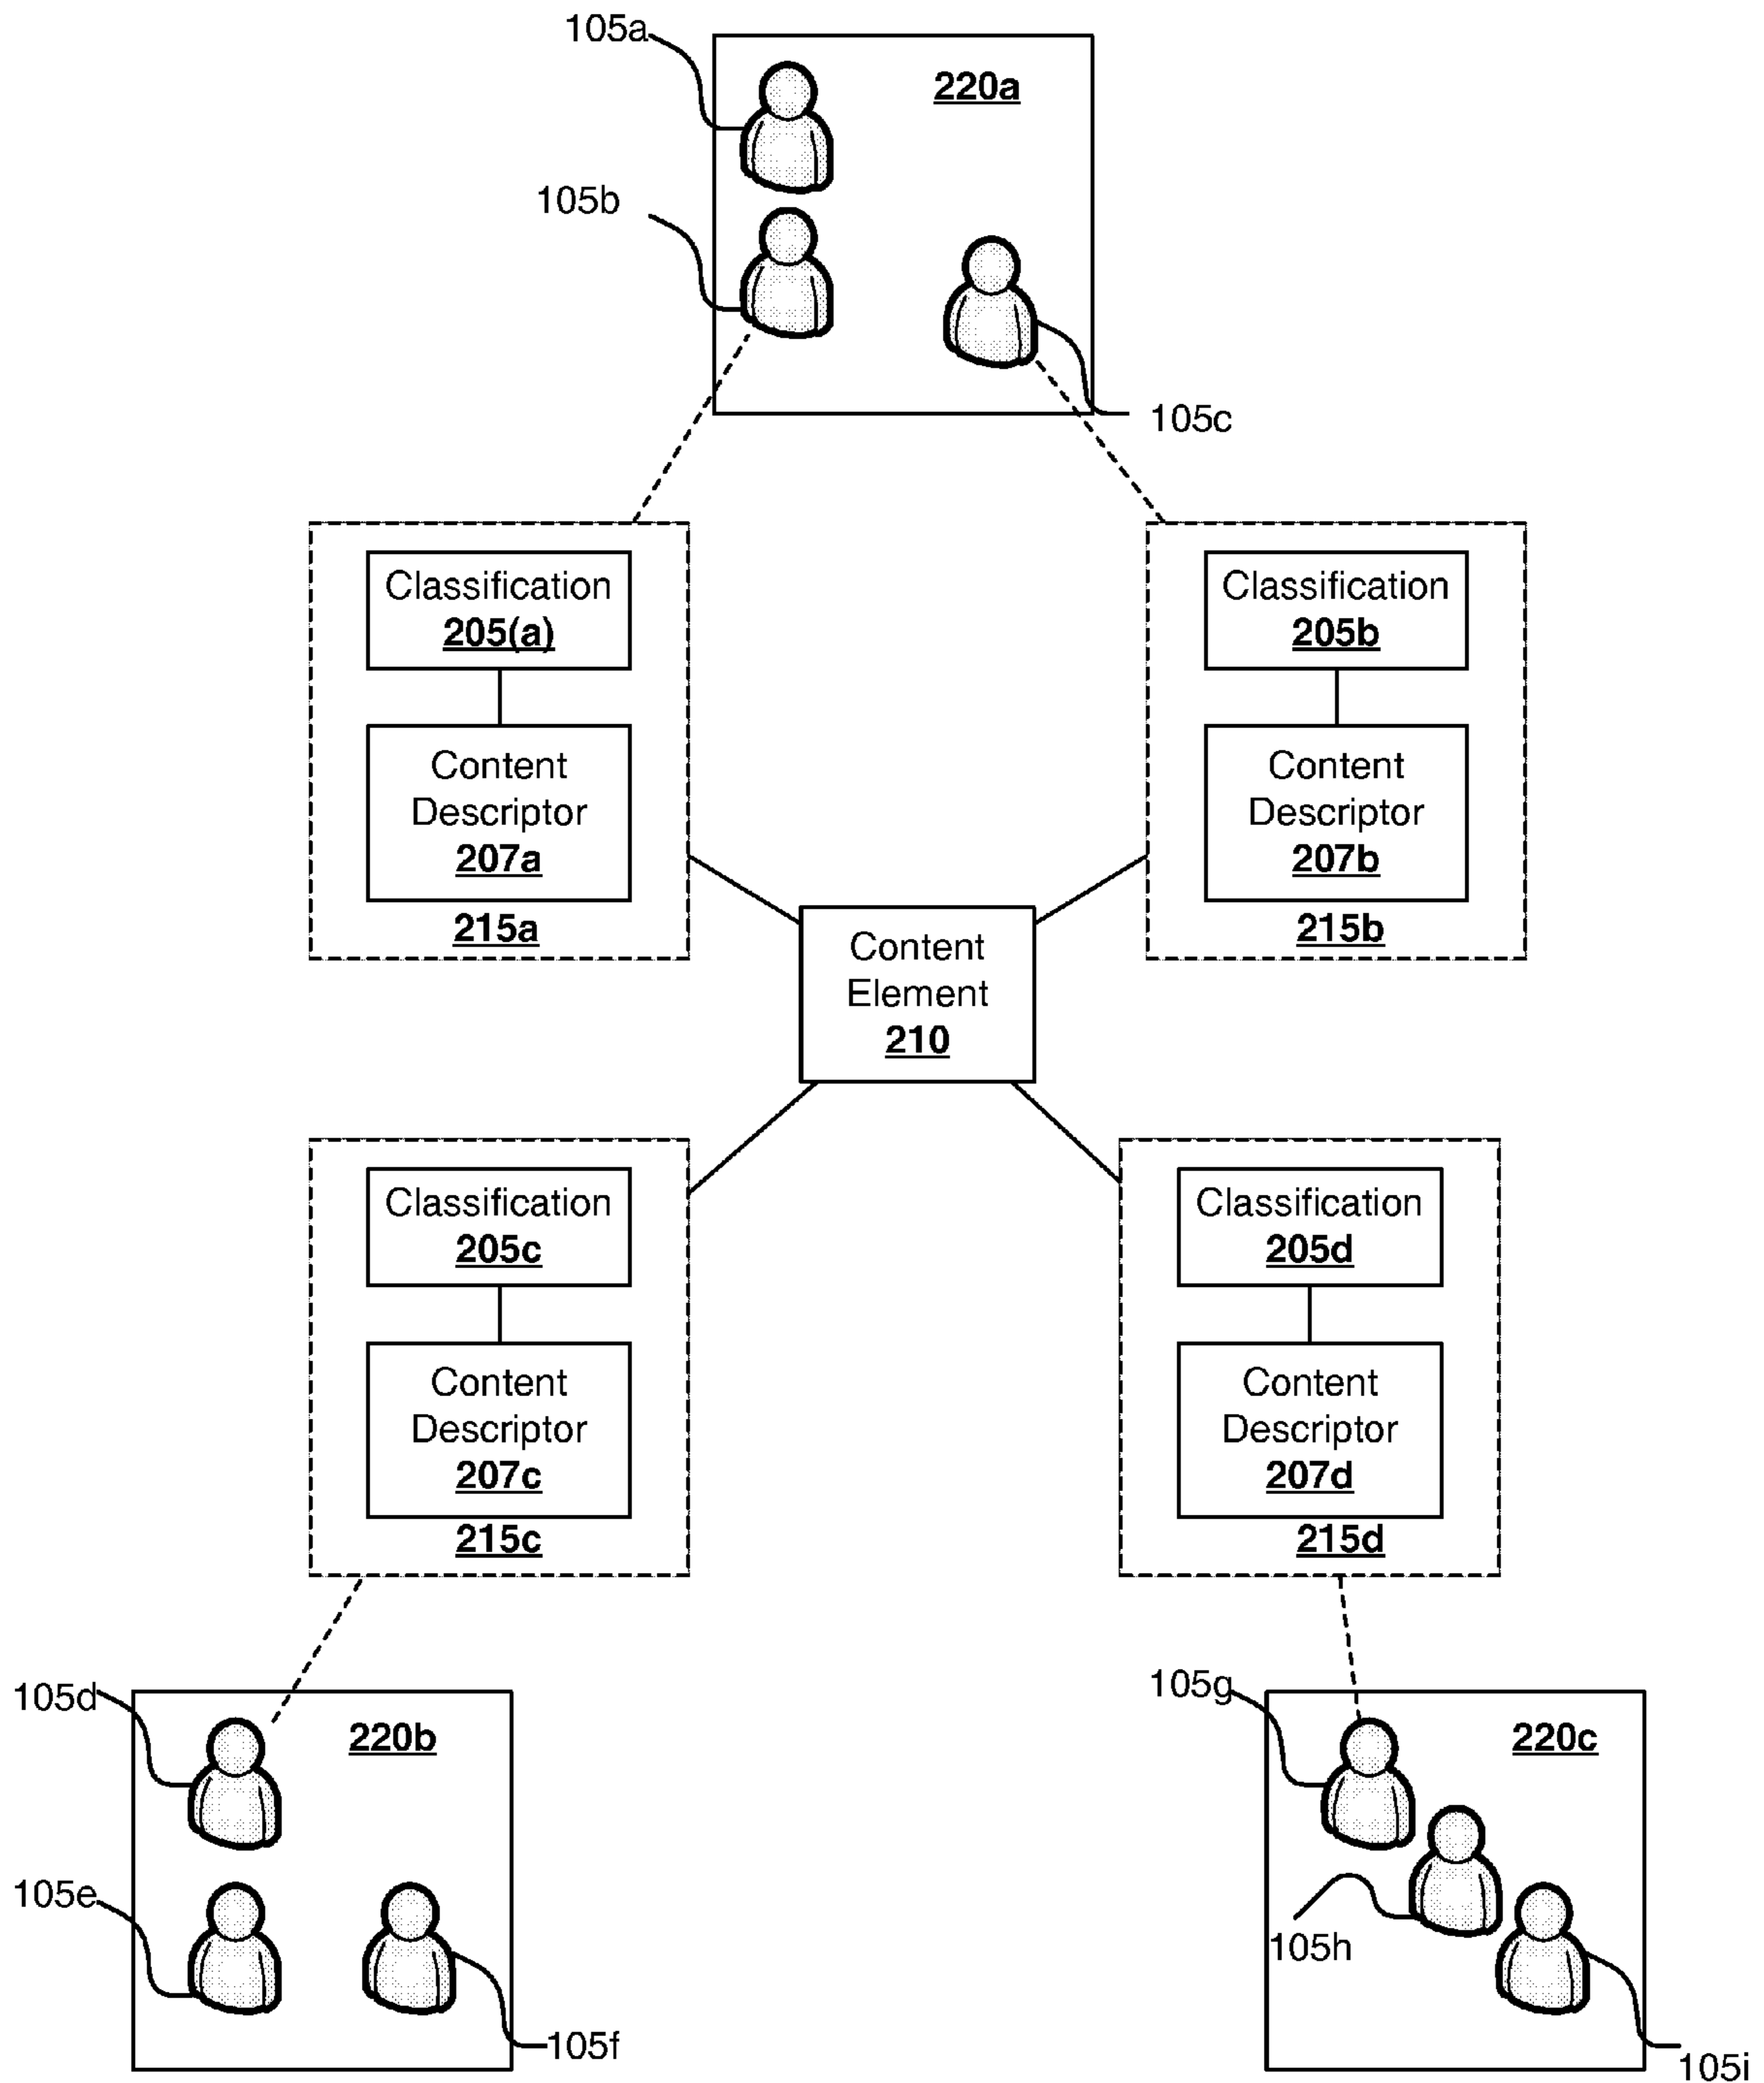 105a
220a
105b
105c
Classification
205(a)
Content
Descriptor
207a
215a
Classification
205b
Content
Descriptor
207b
215b
Content
Element
210
Classification
205c
Content
Descriptor
207c
215c
Classification
205d
Content
Descriptor
207d
215d
105d
220b
105e
105f
105g
220c
105h
105i